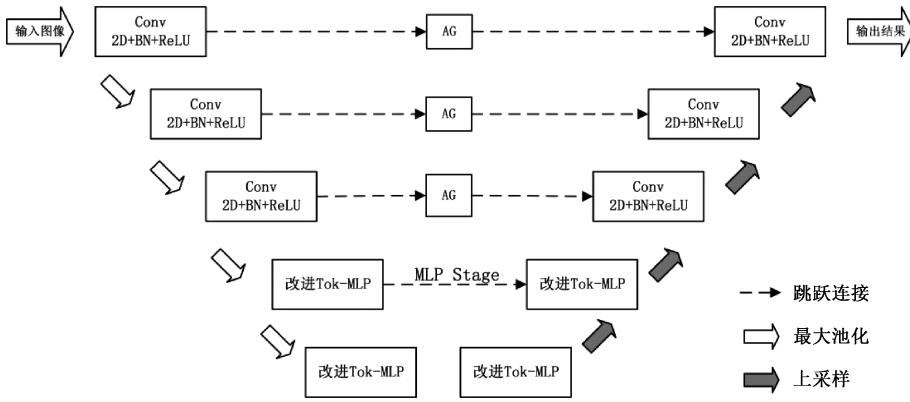 输入图像
Conv
2D+BN+ReLU
AG
Conv
2D+BN+ReLU
输出结果
Conv
2D+BN+ReLU
AG
Conv
2D+BN+ReLU
Conv
2D+BN+ReLU
AG
Conv
2D+BN+ReLU
改进Tok-MLP
MLP Stage
改进Tok-MLP
改进Tok-MLP
改进Tok-MLP
跳跃连接
最大池化
上采样